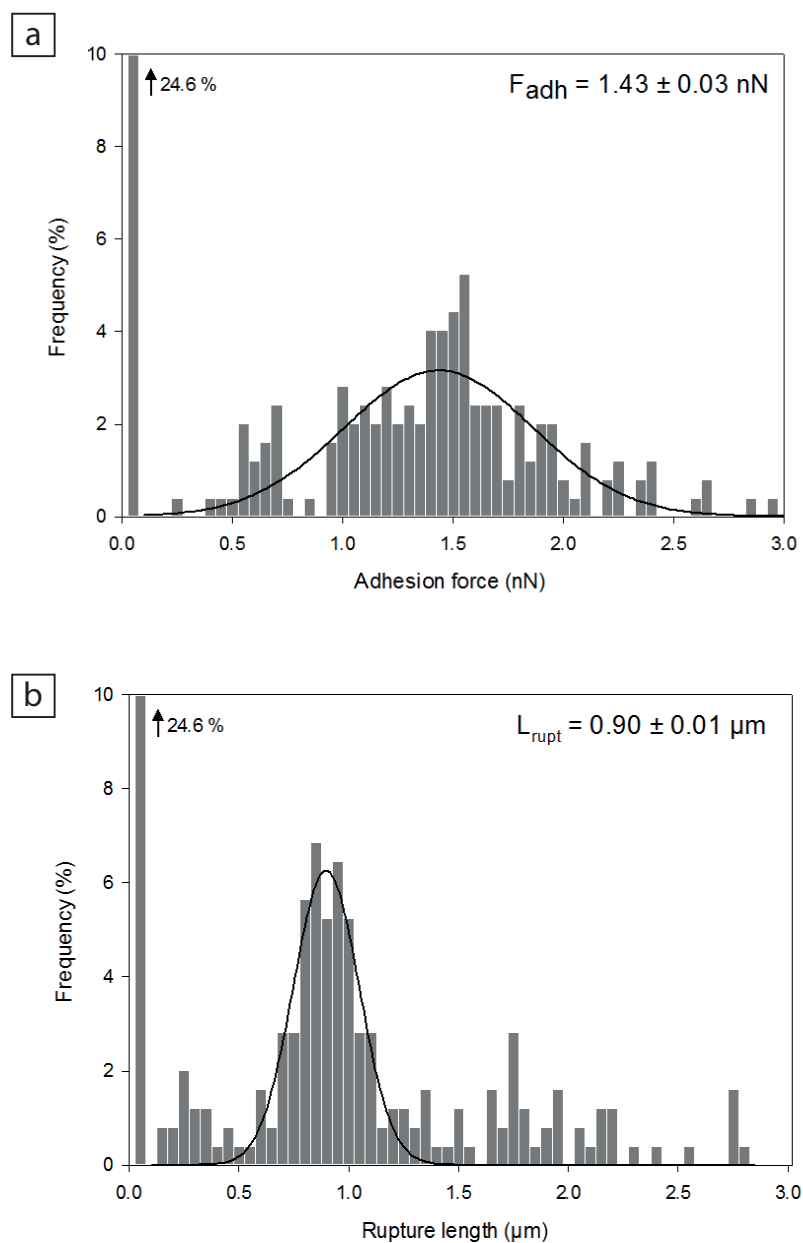 a
10
24.6 %
F_adh = 1.43 ± 0.03 nN
8
6
4
2
0
Frequency (%)
0.0 0.5 1.0 1.5 2.0 2.5 3.0
Adhesion force (nN)
b
10
24.6 %
L_rupt = 0.90 ± 0.01 µm
8
6
4
2
0
Frequency (%)
0.0 0.5 1.0 1.5 2.0 2.5 3.0
Rupture length (µm)